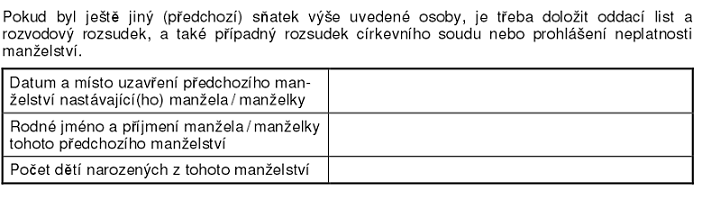 Pokud byl ještě jiný (předchozí) sňatek výše uvedené osoby, je třeba doložit oddací list a
rozvodový rozsudek, a také případný rozsudek církevního soudu nebo prohlášení neplatnosti
manželství.
Datum a místo uzavření předchozího man-
želství nastávající(ho) manžela / manželky
Rodné jméno a příjmení manžela / manželky
tohoto předchozího manželství
Počet dětí narozených z tohoto manželství